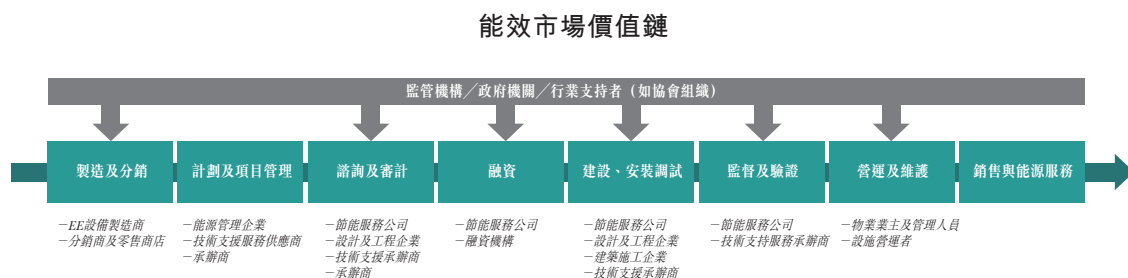 能效市場價值鏈
監管機構／政府機關／行業支持者（如協會組織）
製造及分銷
計劃及項目管理
諮詢及審計
融資
建設、安裝調試
監督及驗證
營運及維護
銷售與能源服務
－EE設備製造商
－分銷商及零售商店
－能源管理企業
－技術支援服務供應商
－承辦商
－節能服務公司
－設計及工程企業
－技術支援承辦商
－承辦商
－節能服務公司
－融資機構
－節能服務公司
－設計及工程企業
－建築施工企業
－技術支援承辦商
－節能服務公司
－技術支持服務承辦商
－物業業主及管理人員
－設施營運者